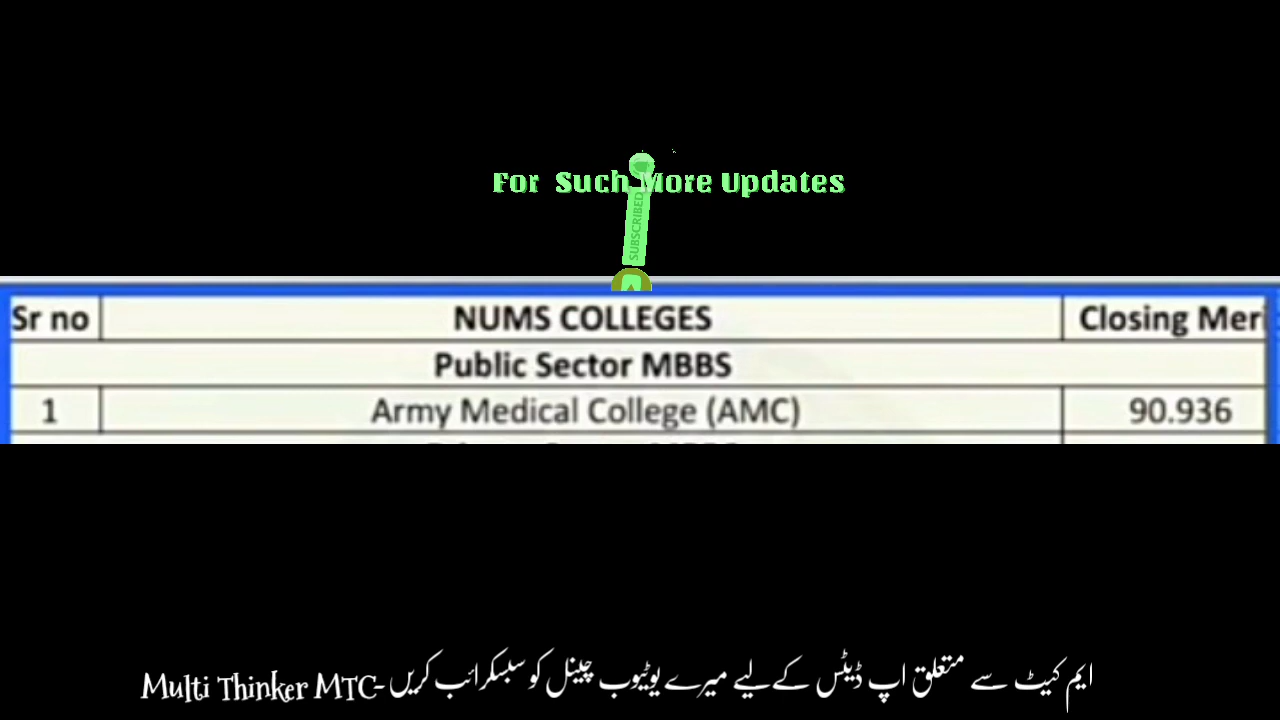 For Such More Updates
SUBSCRIBED
Sr no NUMS COLLEGES Closing Meri
Public Sector MBBS
1 Army Medical College (AMC) 90.936
ایم کیٹ سے متعلق اپ ڈیٹس کے لیے میرے یوٹیوب چینل کو سبسکرائب کریں -Multi Thinker MTC